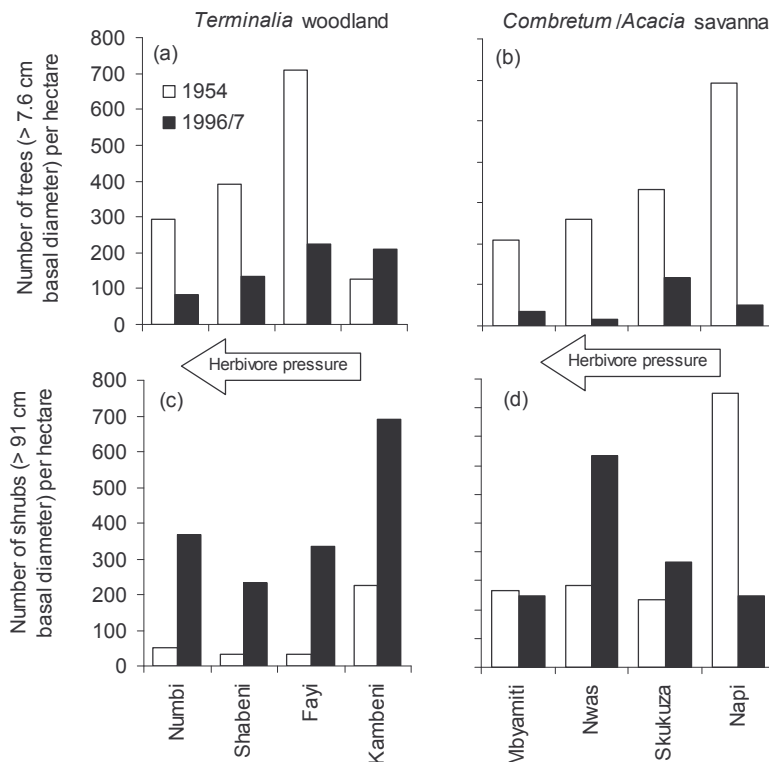 Terminalia woodland
Combretum /Acacia savanna
Number of trees (> 7.6 cm
basal diameter) per hectare
800
700
600
500
400
300
200
100
0
(a)
1954
1996/7
(b)
Herbivore pressure
Herbivore pressure
Number of shrubs (> 91 cm
basal diameter) per hectare
800
700
600
500
400
300
200
100
0
(c)
(d)
Numbi
Shabeni
Fayi
Kambeni
Mbyamiti
Nwas
Skukuza
Napi